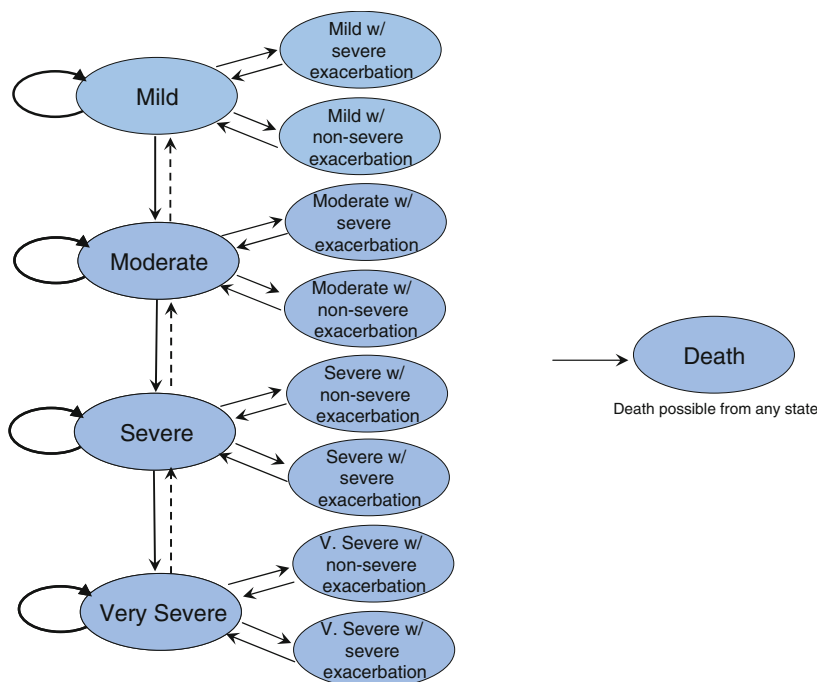 Mild w/
severe
exacerbation
Mild
Mild w/
non-severe
exacerbation
Moderate w/
severe
exacerbation
Moderate
Moderate w/
non-severe
exacerbation
Death
Death possible from any state
Severe w/
non-severe
exacerbation
Severe
Severe w/
severe
exacerbation
V. Severe w/
non-severe
exacerbation
Very Severe
V. Severe w/
severe
exacerbation